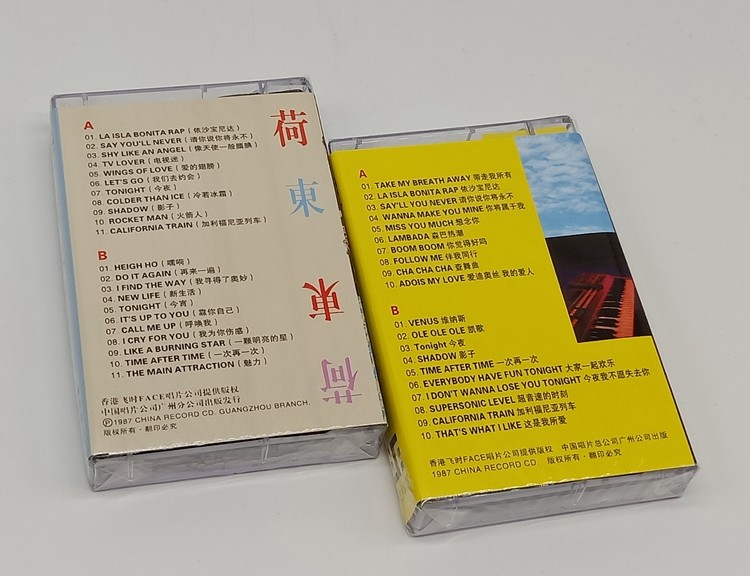 A
01. LA ISLA BONITA RAP ( 依沙宝尼达 )
02. SAY YOU'LL NEVER ( 请你说你将永不 )
03. SHY LIKE AN ANGEL ( 像天使一般腼腆 )
04. TV LOVER ( 电视迷 )
05. WINGS OF LOVE ( 爱的翅膀 )
06. LET'S GO ( 我们去约会 )
07. TONIGHT ( 今夜 )
08. COLDER THAN ICE ( 冷若冰霜 )
09. SHADOW ( 影子 )
10. ROCKET MAN ( 火箭人 )
11. CALIFORNIA TRAIN ( 加利福尼亚列车 )
B
01. HEIGH HO ( 嘿呵 )
02. DO IT AGAIN ( 再来一遍 )
03. I FIND THE WAY ( 我寻得了奥妙 )
04. NEW LIFE ( 新生活 )
05. TONIGHT ( 今宵 )
06. IT'S UP TO YOU ( 靠你自己 )
07. CALL ME UP ( 呼唤我 )
08. I CRY FOR YOU ( 我为你伤感 )
09. LIKE A BURNING STAR ( 一颗明亮的星 )
10. TIME AFTER TIME ( 一次再一次 )
11. THE MAIN ATTRACTION ( 魅力 )
香港飞时FACE唱片公司提供版权
中国唱片公司广州分公司出版发行
Ⓟ1987 CHINA RECORD CD. GUANGZHOU BRANCH.
版权所有·翻印必究
荷
東
東
荷
A
01. TAKE MY BREATH AWAY 带走我所有
02. LA ISLA BONITA RAP 依沙宝尼达
03. SAY'LL YOU NEVER 请你说你将永不
04. WANNA MAKE YOU MINE 你将属于我
05. MISS YOU MUCH 想念你
06. LAMBADA 森巴热潮
07. BOOM BOOM 你觉得好吗
08. FOLLOW ME 伴我同行
09. CHA CHA CHA 查舞曲
10. ADOIS MY LOVE 爱迪奥丝 我的爱人
B
01. VENUS 维纳斯
02. OLE OLE OLE 凯歌
03. Tonight 今夜
04. SHADOW 影子
05. TIME AFTER TIME 一次再一次
06. EVERYBODY HAVE FUN TONIGHT 大家一起欢乐
07. I DON'T WANNA LOSE YOU TONIGHT 今夜我不愿失去你
08. SUPERSONIC LEVEL 超音速的时刻
09. CALIFORNIA TRAIN 加利福尼亚列车
10. THAT'S WHAT I LIKE 这是我所爱
香港飞时FACE唱片公司提供版权 中国唱片总公司广州公司出版
1987 CHINA RECORD CD 版权所有·翻印必究